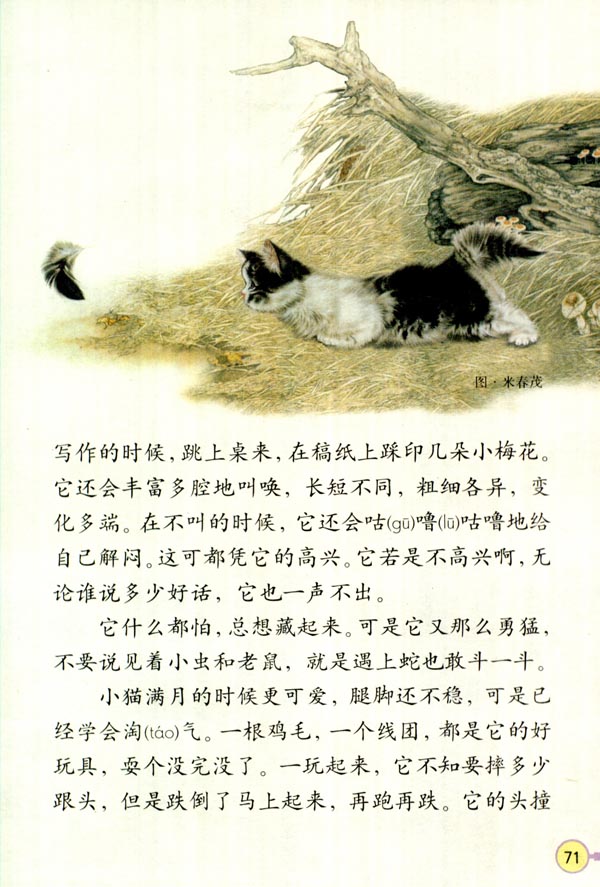 图·米春茂
写作的时候，跳上桌来，在稿纸上踩印几朵小梅花。
它还会丰富多腔地叫唤，长短不同，粗细各异，变
化多端。在不叫的时候，它还会咕(gū)噜(lū)咕噜地给
自己解闷。这可都凭它的高兴。它若是不高兴啊，无
论谁说多少好话，它也一声不出。
它什么都怕，总想藏起来。可是它又那么勇猛，
不要说见着小虫和老鼠，就是遇上蛇也敢斗一斗。
小猫满月的时候更可爱，腿脚还不稳，可是已
经学会淘(táo)气。一根鸡毛，一个线团，都是它的好
玩具，耍个没完没了。一玩起来，它不知要摔多少
跟头，但是跌倒了马上起来，再跑再跌。它的头撞
71